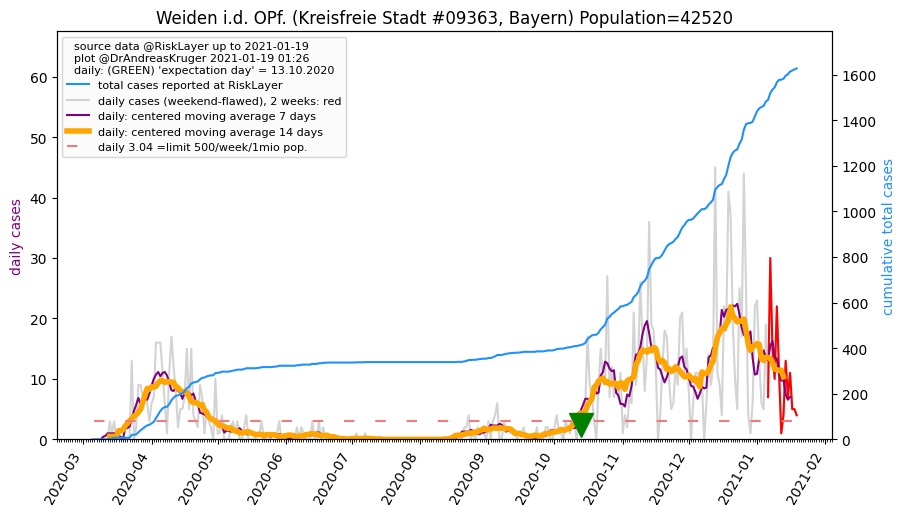 Weiden i.d. OPf. (Kreisfreie Stadt #09363, Bayern) Population=42520
source data @RiskLayer up to 2021-01-19
plot @DrAndreasKruger 2021-01-19 01:26
daily: (GREEN) 'expectation day' = 13.10.2020
total cases reported at RiskLayer
daily cases (weekend-flawed), 2 weeks: red
daily: centered moving average 7 days
daily: centered moving average 14 days
daily 3.04 =limit 500/week/1mio pop.
daily cases
60
50
40
30
20
10
0
cumulative total cases
1600
1400
1200
1000
800
600
400
200
0
2020-03
2020-04
2020-05
2020-06
2020-07
2020-08
2020-09
2020-10
2020-11
2020-12
2021-01
2021-02